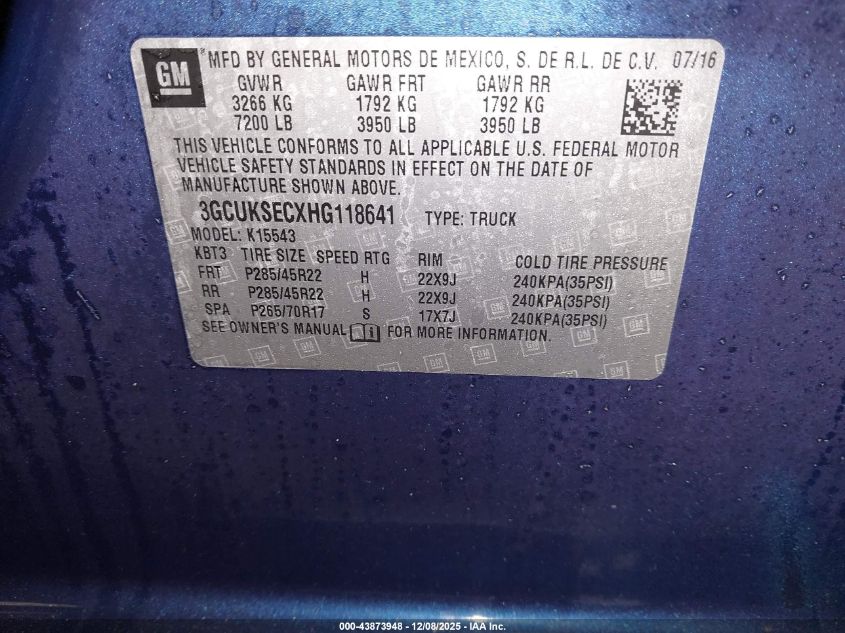 GM
MFD BY GENERAL MOTORS DE MEXICO, S. DE R.L. DE C.V. 07/16
GVWR GAWR FRT GAWR RR
3266 KG 1792 KG 1792 KG
7200 LB 3950 LB 3950 LB
THIS VEHICLE CONFORMS TO ALL APPLICABLE U.S. FEDERAL MOTOR
VEHICLE SAFETY STANDARDS IN EFFECT ON THE DATE OF
MANUFACTURE SHOWN ABOVE.
3GCUKSECXHG118641 TYPE: TRUCK
MODEL: K15543
KBT3 TIRE SIZE SPEED RTG RIM COLD TIRE PRESSURE
FRT P285/45R22 H 22X9J 240KPA(35PSI)
RR P285/45R22 H 22X9J 240KPA(35PSI)
SPA P265/70R17 S 17X7J 240KPA(35PSI)
SEE OWNER'S MANUAL FOR MORE INFORMATION.
000-43873948 - 12/08/2025 - IAA Inc.